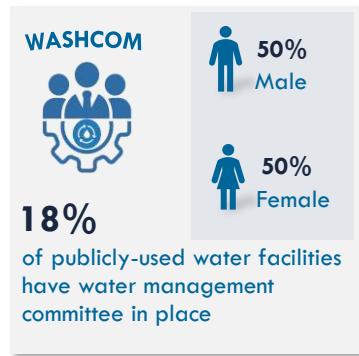 WASHCOM
50%
Male
50%
Female
18%
of publicly-used water facilities
have water management
committee in place